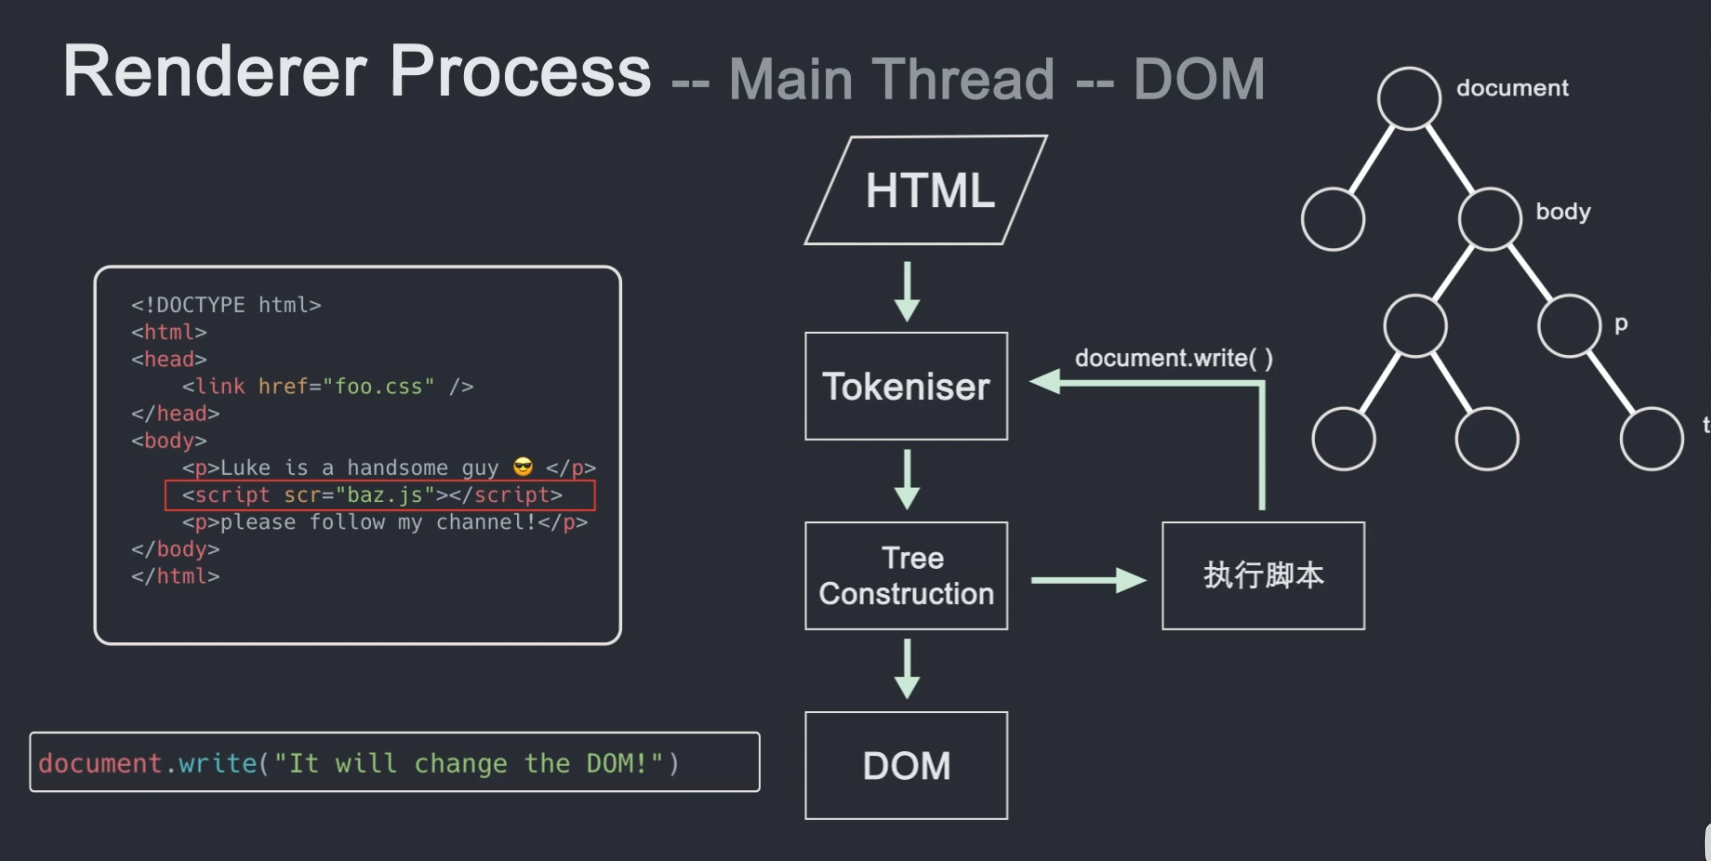 Renderer Process -- Main Thread -- DOM
HTML
Tokeniser
document.write( )
Tree
Construction
执行脚本
DOM
<!DOCTYPE html>
<html>
<head>
<link href="foo.css" />
</head>
<body>
<p>Luke is a handsome guy 😎 </p>
<script scr="baz.js"></script>
<p>please follow my channel!</p>
</body>
</html>
document.write("It will change the DOM!")
document
body
p